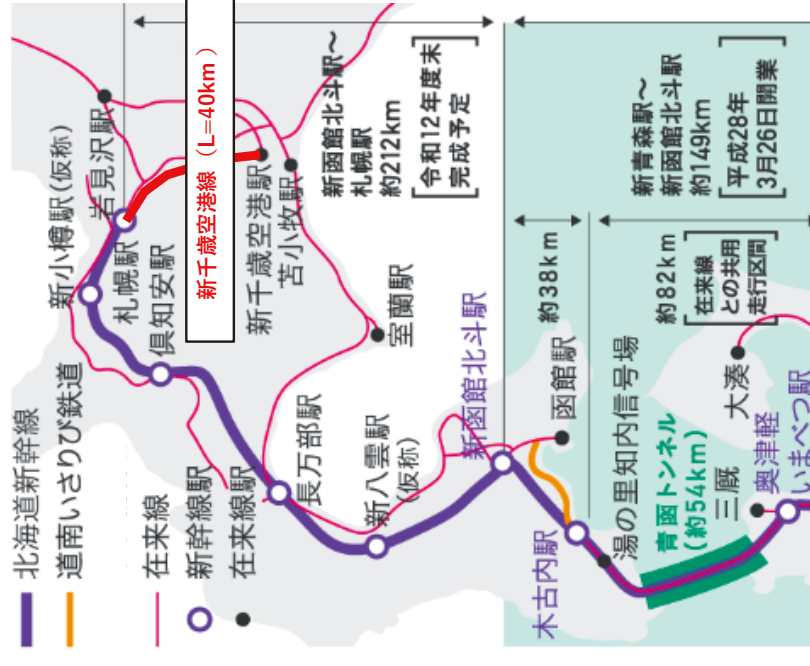 北海道新幹線
道南いさりび鉄道
在来線
新幹線駅
在来線駅
新小樽駅(仮称)
岩見沢駅
札幌駅
倶知安駅
新千歳空港線（L=40km）
新千歳空港駅
苫小牧駅
室蘭駅
長万部駅
新八雲駅
(仮称)
新函館北斗駅
函館駅
木古内駅
湯の里知内信号場
青函トンネル
(約54km)
三厩
大湊
奥津軽
いまべつ駅
新函館北斗駅～
札幌駅
約212km
令和12年度末
完成予定
約38km
約82km
在来線
との共用
走行区間
新青森駅～
新函館北斗駅
約149km
平成28年
3月26日開業